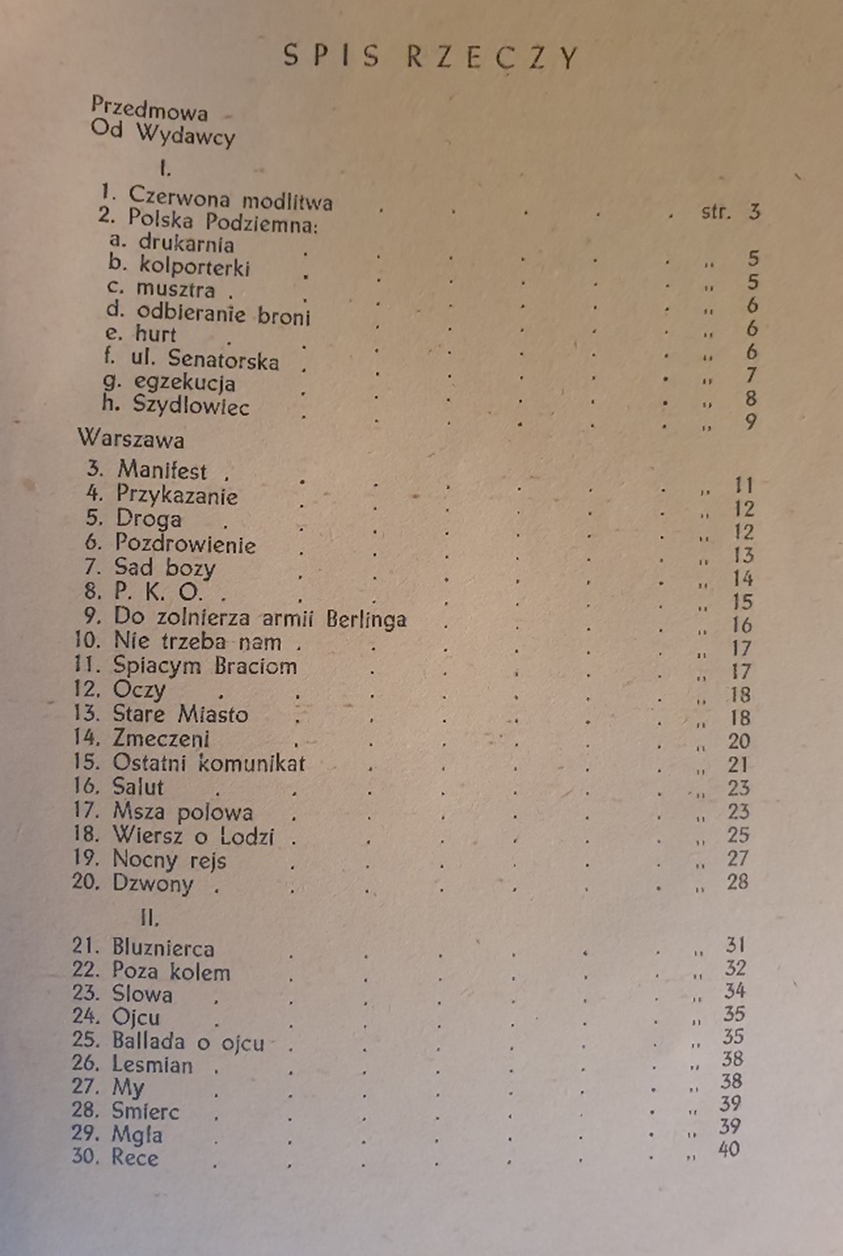 SPIS RZECZY
Przedmowa
Od Wydawcy
I.
1. Czerwona modlitwa . . . . . str. 3
2. Polska Podziemna:
a. drukarnia . . . . . . „ 5
b. kolporterki . . . . . . „ 5
c. musztra . . . . . . . „ 6
d. odbieranie broni . . . . . „ 6
e. hurt . . . . . . . „ 6
f. ul. Senatorska . . . . . . „ 7
g. egzekucja . . . . . . „ 8
h. Szydlowiec . . . . . . „ 9
Warszawa
3. Manifest . . . . . . . „ 11
4. Przykazanie . . . . . . „ 12
5. Droga . . . . . . . „ 12
6. Pozdrowienie . . . . . . „ 13
7. Sad bozy . . . . . . „ 14
8. P. K. O. . . . . . . . „ 15
9. Do zolnierza armii Berlinga . . . . „ 16
10. Nie trzeba nam . . . . . . „ 17
11. Spiacym Braciom . . . . . „ 17
12. Oczy . . . . . . . „ 18
13. Stare Miasto . . . . . . „ 18
14. Zmeczeni . . . . . . „ 20
15. Ostatni komunikat . . . . . „ 21
16. Salut . . . . . . . „ 23
17. Msza polowa . . . . . . „ 23
18. Wiersz o Lodzi . . . . . . „ 25
19. Nocny rejs . . . . . . „ 27
20. Dzwony . . . . . . . „ 28
II.
21. Bluznierca . . . . . . „ 31
22. Poza kolem . . . . . . „ 32
23. Slowa . . . . . . . „ 34
24. Ojcu . . . . . . . „ 35
25. Ballada o ojcu . . . . . . „ 35
26. Lesmian . . . . . . . „ 38
27. My . . . . . . . „ 38
28. Smierc . . . . . . . „ 39
29. Mgla . . . . . . . „ 39
30. Rece . . . . . . . „ 40